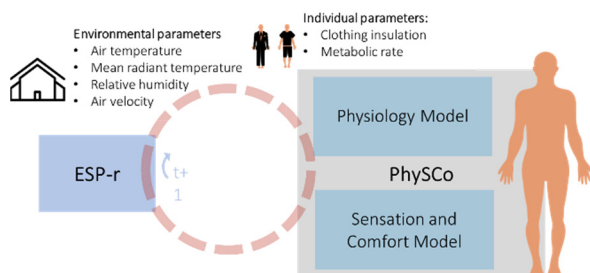 Environmental parameters
• Air temperature
• Mean radiant temperature
• Relative humidity
• Air velocity
Individual parameters:
• Clothing insulation
• Metabolic rate
ESP-r
t+
1
Physiology Model
PhySCo
Sensation and
Comfort Model